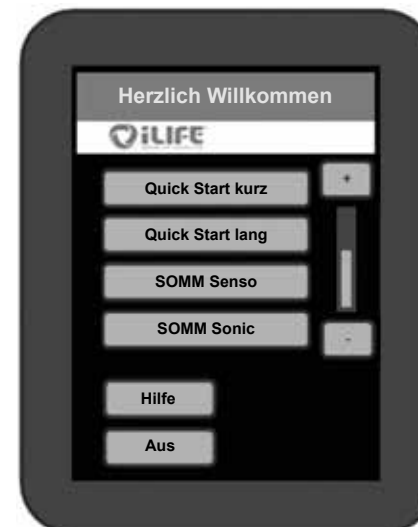 Herzlich Willkommen
iLIFE
Quick Start kurz
+
Quick Start lang
SOMM Senso
SOMM Sonic
-
Hilfe
Aus